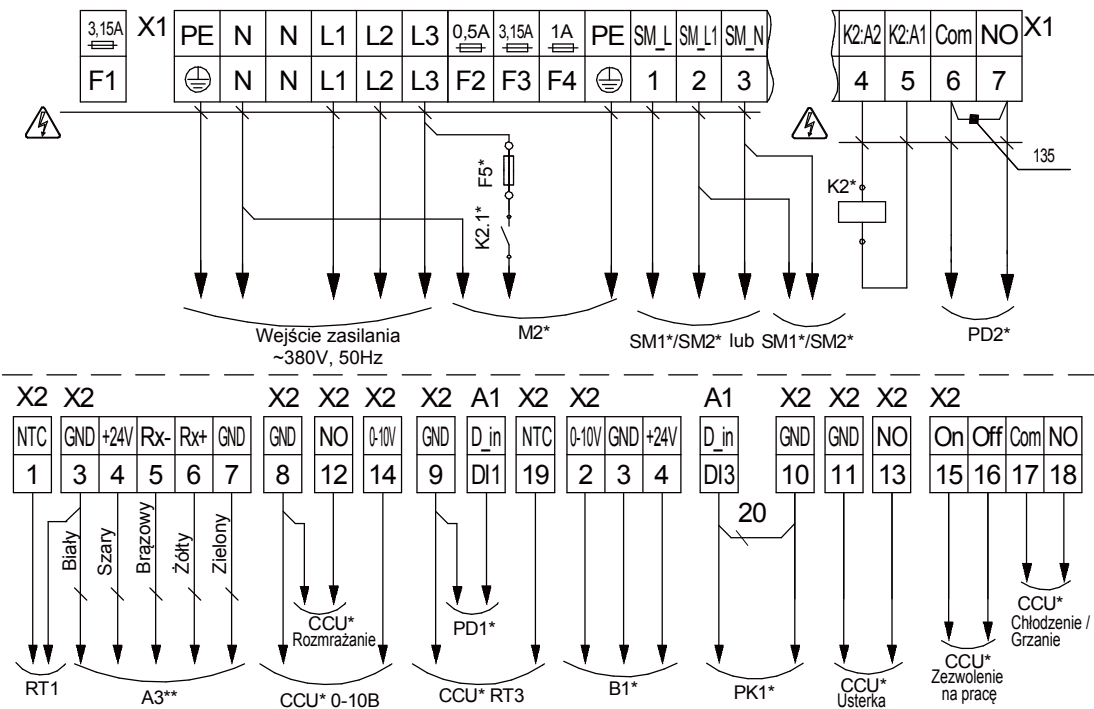 3,15A X1 PE N N L1 L2 L3 0,5A 3,15A 1A PE SM_L SM_L1 SM_N K2:A2 K2:A1 Com NO X1
F1 N N L1 L2 L3 F2 F3 F4 1 2 3 4 5 6 7
135
F5*
K2*
K2.1*
Wejście zasilania
~380V, 50Hz
M2*
SM1*/SM2* lub SM1*/SM2*
PD2*
X2 X2 X2 X2 X2 X2 A1 X2 X2 A1 X2 X2 X2 X2
NTC GND +24V Rx- Rx+ GND GND NO 0-10V GND D_in NTC 0-10V GND +24V D_in GND GND NO On Off Com NO
1 3 4 5 6 7 8 12 14 9 DI1 19 2 3 4 DI3 10 11 13 15 16 17 18
20
Biały
Szary
Brązowy
Żółty
Zielony
CCU*
Rozmrażanie
PD1*
CCU*
Chłodzenie /
Grzanie
RT1
A3**
CCU* 0-10B
CCU* RT3
B1*
PK1*
CCU*
Usterka
CCU*
Zezwolenie
na pracę